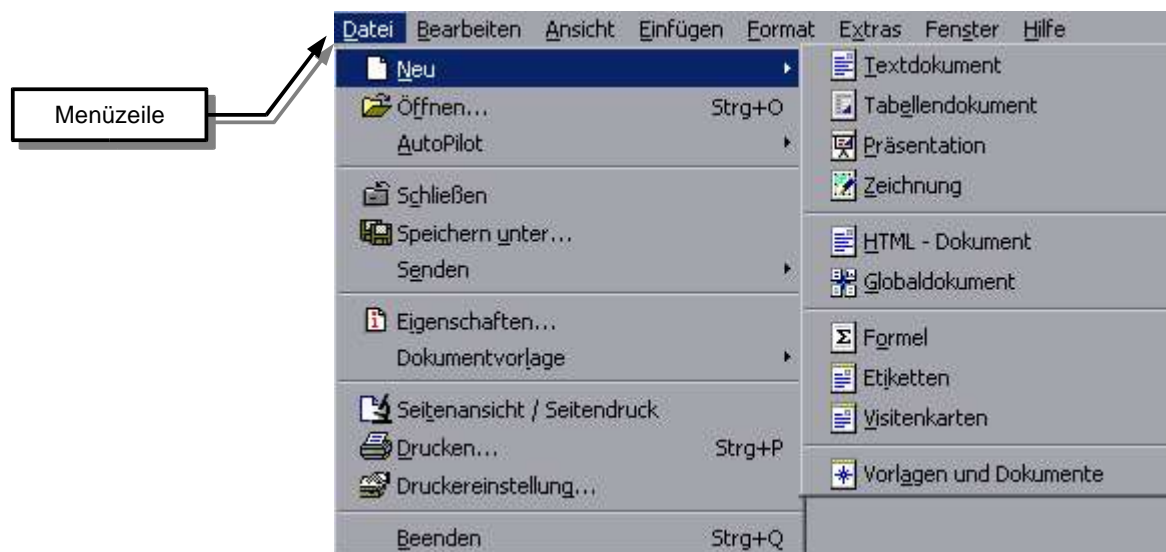 Datei Bearbeiten Ansicht Einfügen Format Extras Fenster Hilfe
Menüzeile
Neu
Öffnen... Strg+O
AutoPilot
Schließen
Speichern unter...
Senden
Eigenschaften...
Dokumentvorlage
Seitenansicht / Seitendruck
Drucken... Strg+P
Druckereinstellung...
Beenden Strg+Q
Textdokument
Tabellendokument
Präsentation
Zeichnung
HTML - Dokument
Globaldokument
Formel
Etiketten
Visitenkarten
Vorlagen und Dokumente